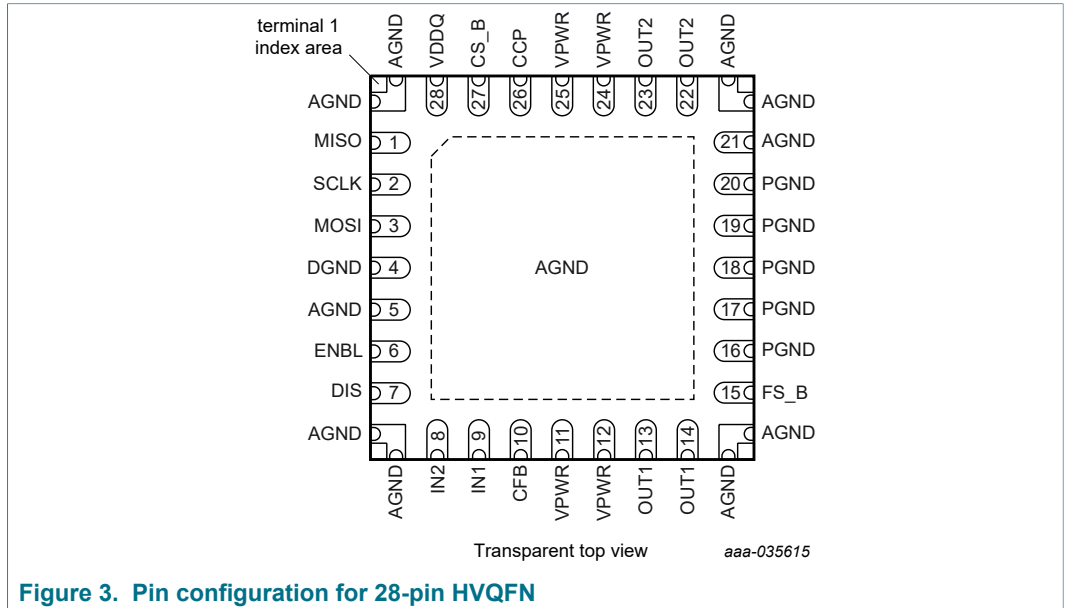 terminal 1
index area
AGND
VDDQ
CS_B
CCP
VPWR
VPWR
OUT2
OUT2
AGND
28
27
26
25
24
23
22
AGND
AGND
MISO 1
21 AGND
SCLK 2
20 PGND
MOSI 3
19 PGND
DGND 4
AGND
18 PGND
AGND 5
17 PGND
ENBL 6
16 PGND
DIS 7
15 FS_B
AGND
AGND
8
9
10
11
12
13
14
AGND
IN2
IN1
CFB
VPWR
VPWR
OUT1
OUT1
AGND
Transparent top view
aaa-035615
Figure 3. Pin configuration for 28-pin HVQFN